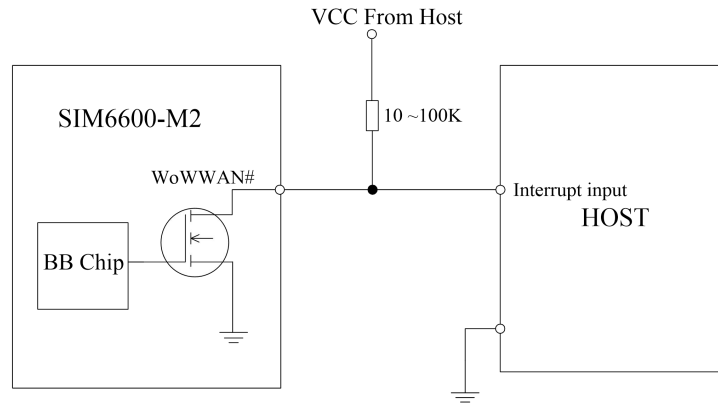 VCC From Host
SIM6600-M2
10 ~100K
WoWWAN#
Interrupt input
HOST
BB Chip